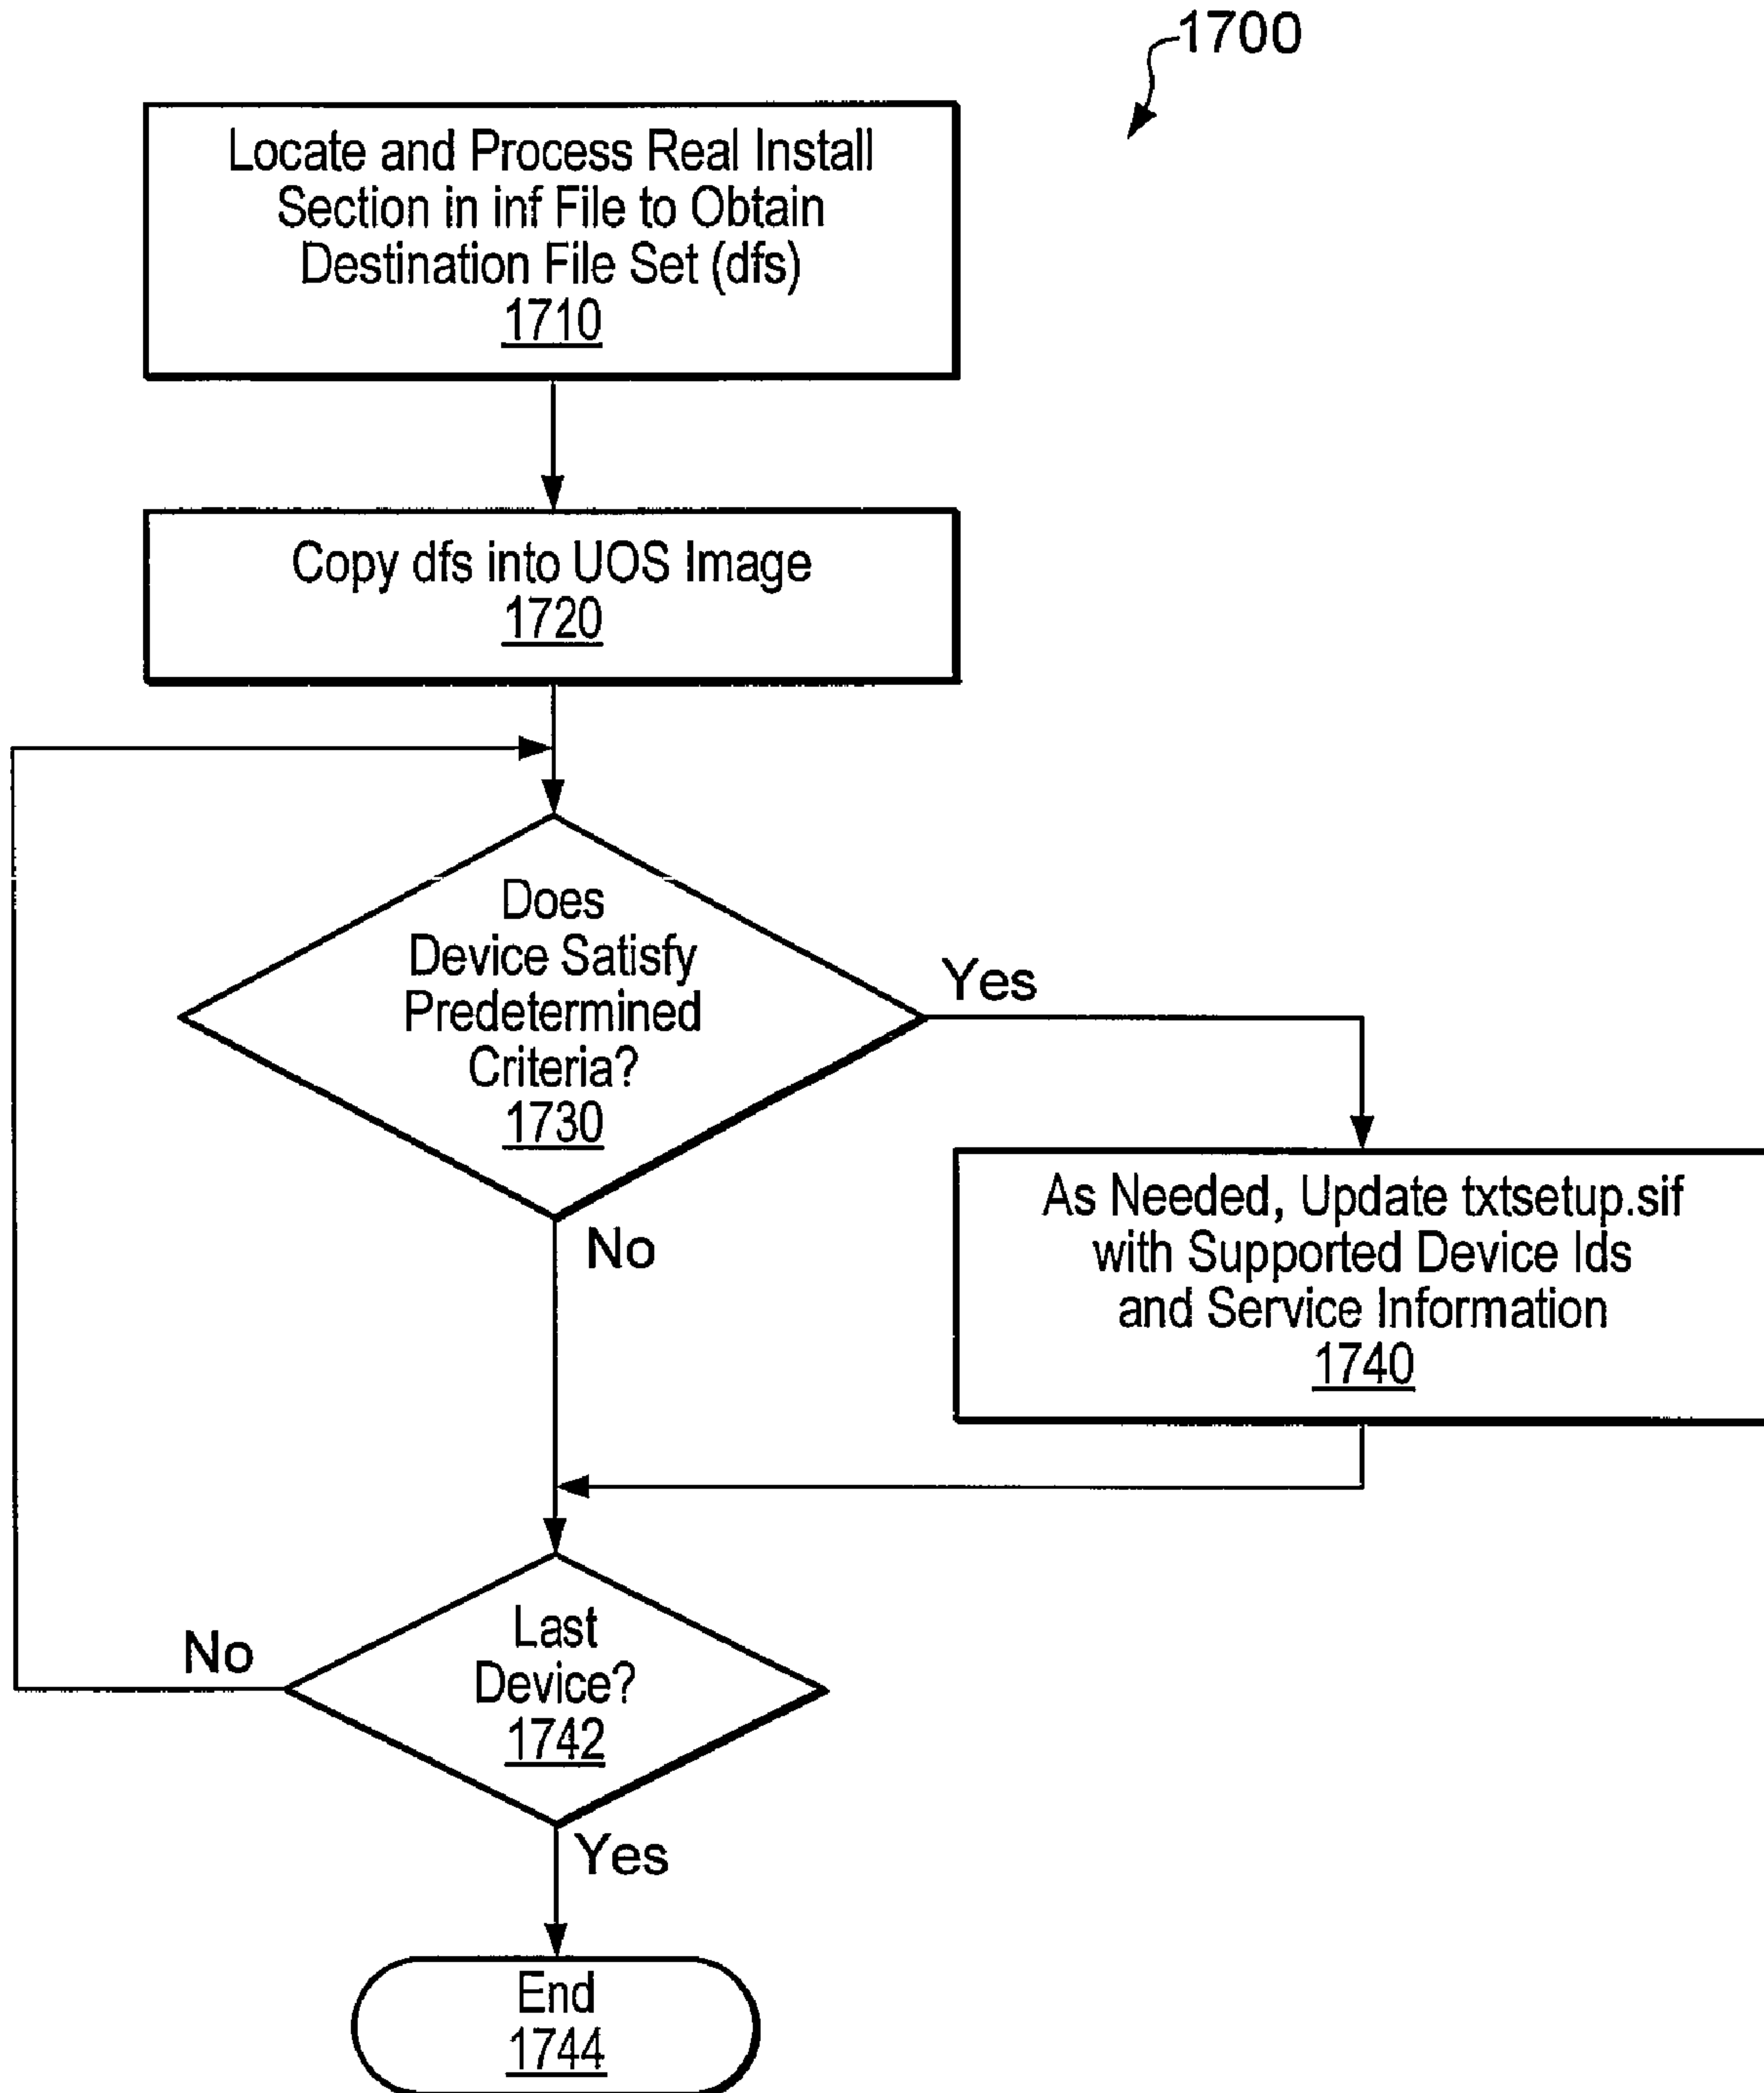 1700
Locate and Process Real Install
Section in inf File to Obtain
Destination File Set (dfs)
1710
Copy dfs into UOS Image
1720
Does
Device Satisfy
Predetermined
Criteria?
1730
Yes
No
As Needed, Update txtsetup.sif
with Supported Device Ids
and Service Information
1740
Last
Device?
1742
No
Yes
End
1744